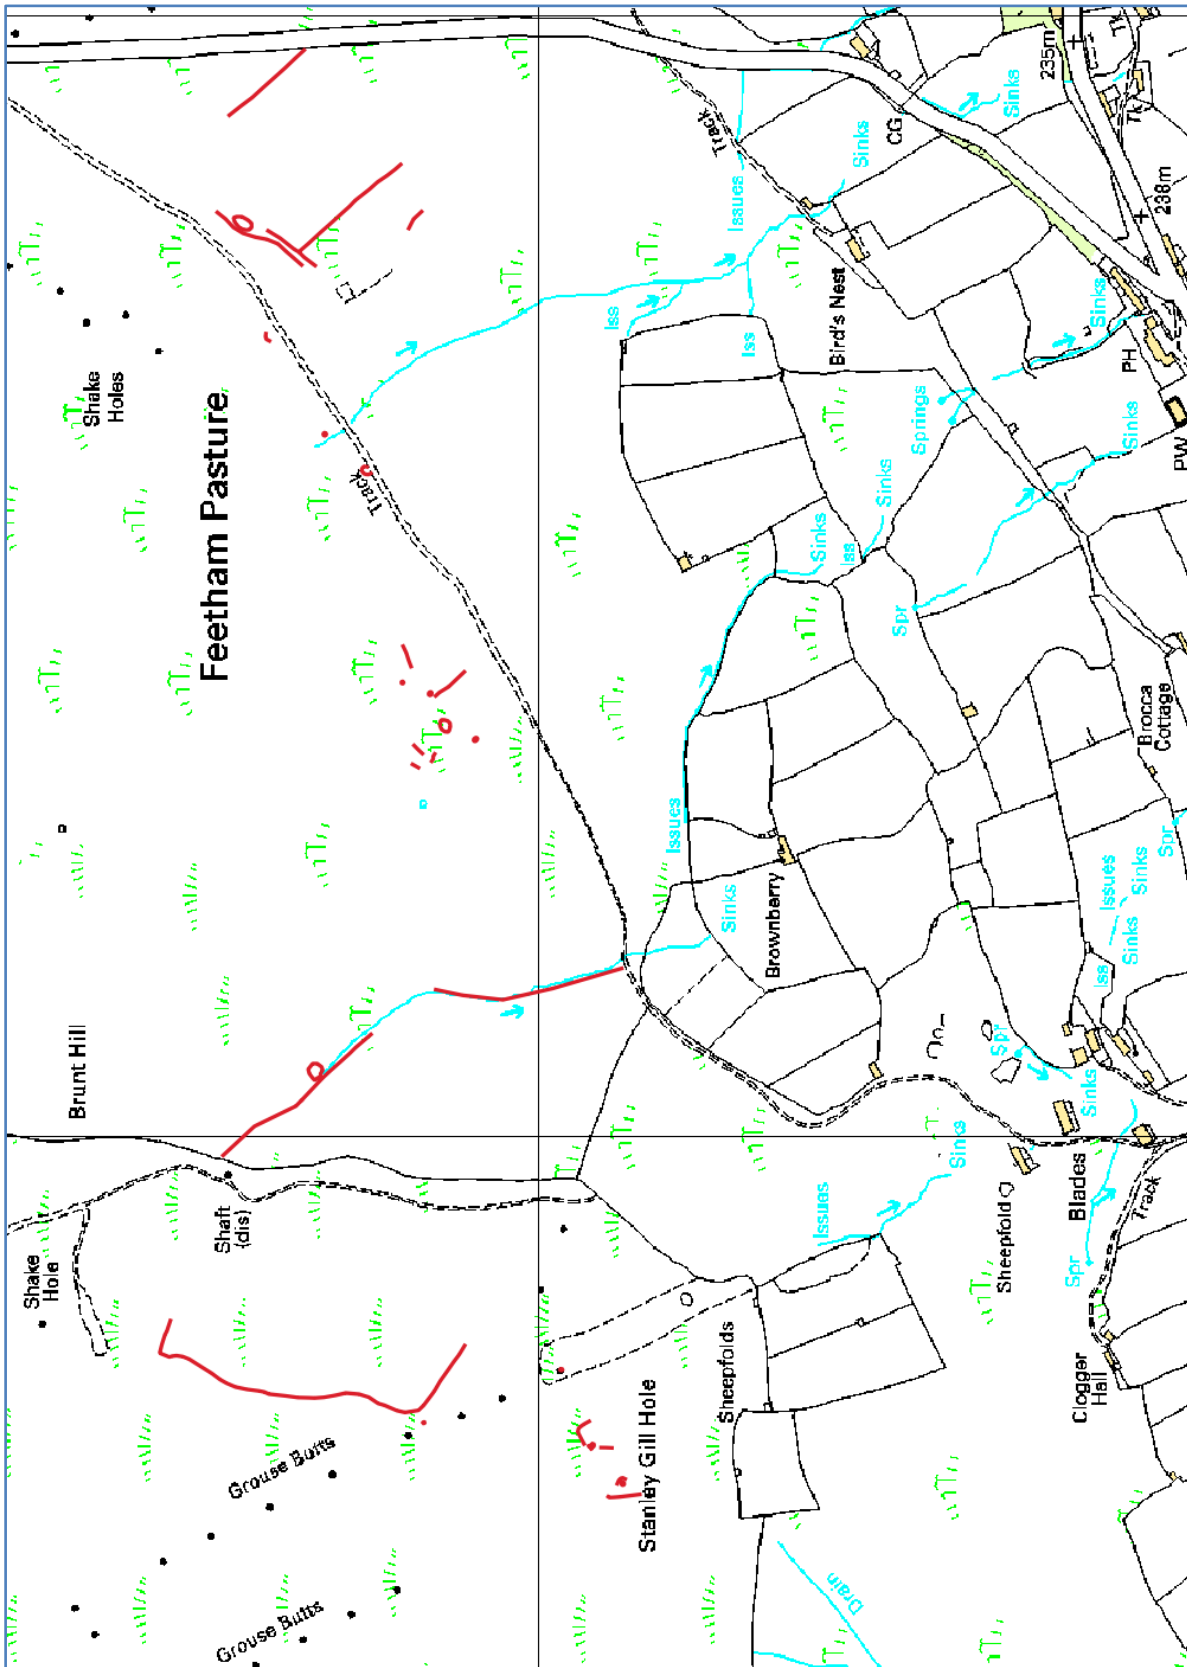 Grouse Butts
Grouse Butts
Shake
Hole
Shaft
(dis)
Brunt Hill
Feetham Pasture
Track
Shake
Holes
Stanley Gill Hole
Sheepfolds
Issues
Sinks
Drain
Brownberry
Sinks
Issues
Sinks
Iss
Sinks
Iss
Iss
Issues
Track
Bird's Nest
Springs
Spr
Sinks
CG
Sinks
235m
238m
Sinks
PH
Sinks
PW
Clogger
Hall
Spr
Track
Blades
Sheepfold
Sinks
Spr
Iss
Sinks
Issues
Sinks
Spr
Brocca
Cottage
Tk
Tk